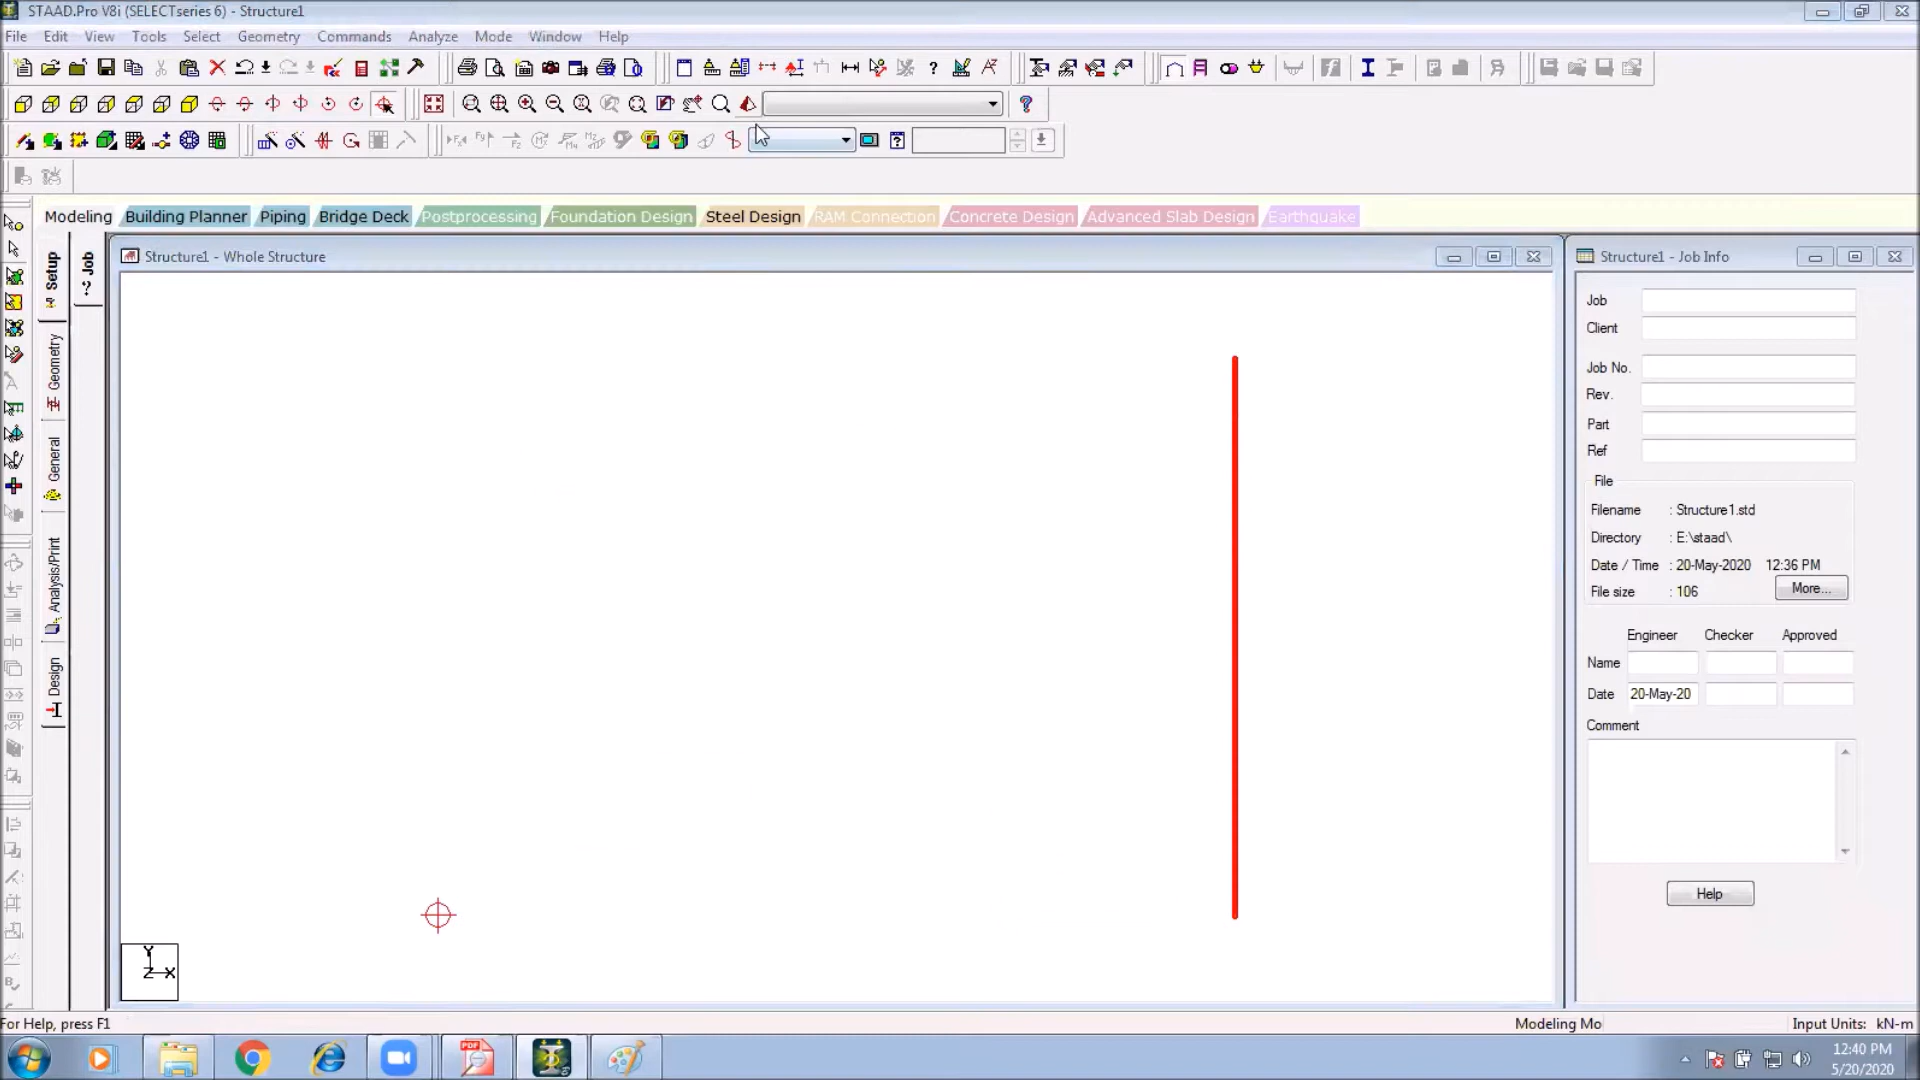 STAAD.Pro V8i (SELECTseries 6) - Structure1
File Edit View Tools Select Geometry Commands Analyze Mode Window Help
Modeling Building Planner Piping Bridge Deck Postprocessing Foundation Design Steel Design RAM Connection Concrete Design Advanced Slab Design Earthquake
Setup
Geometry
General
Analysis/Print
Design
Job
Structure1 - Whole Structure
Y
Z X
Structure1 - Job Info
Job
Client
Job No.
Rev.
Part
Ref
File
Filename : Structure1.std
Directory : E:\staad\
Date / Time : 20-May-2020 12:36 PM
File size : 106 More...
Engineer Checker Approved
Name
Date 20-May-20
Comment
Help
For Help, press F1 Modeling Mo Input Units: kN-m
PDF
12:40 PM
5/20/2020